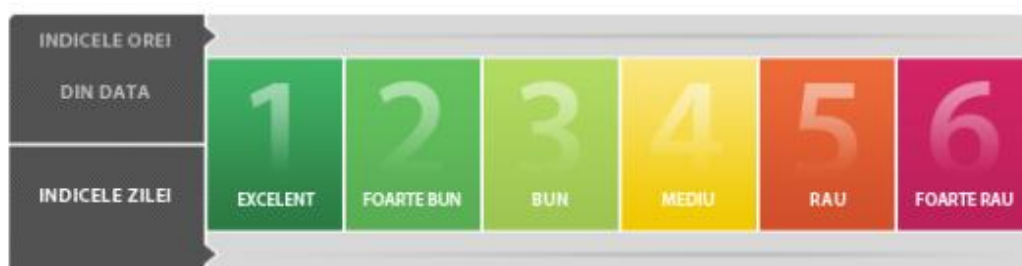 INDICELE OREI
DIN DATA
INDICELE ZILEI
1
EXCELENT
2
FOARTE BUN
3
BUN
4
MEDIU
5
RAU
6
FOARTE RAU